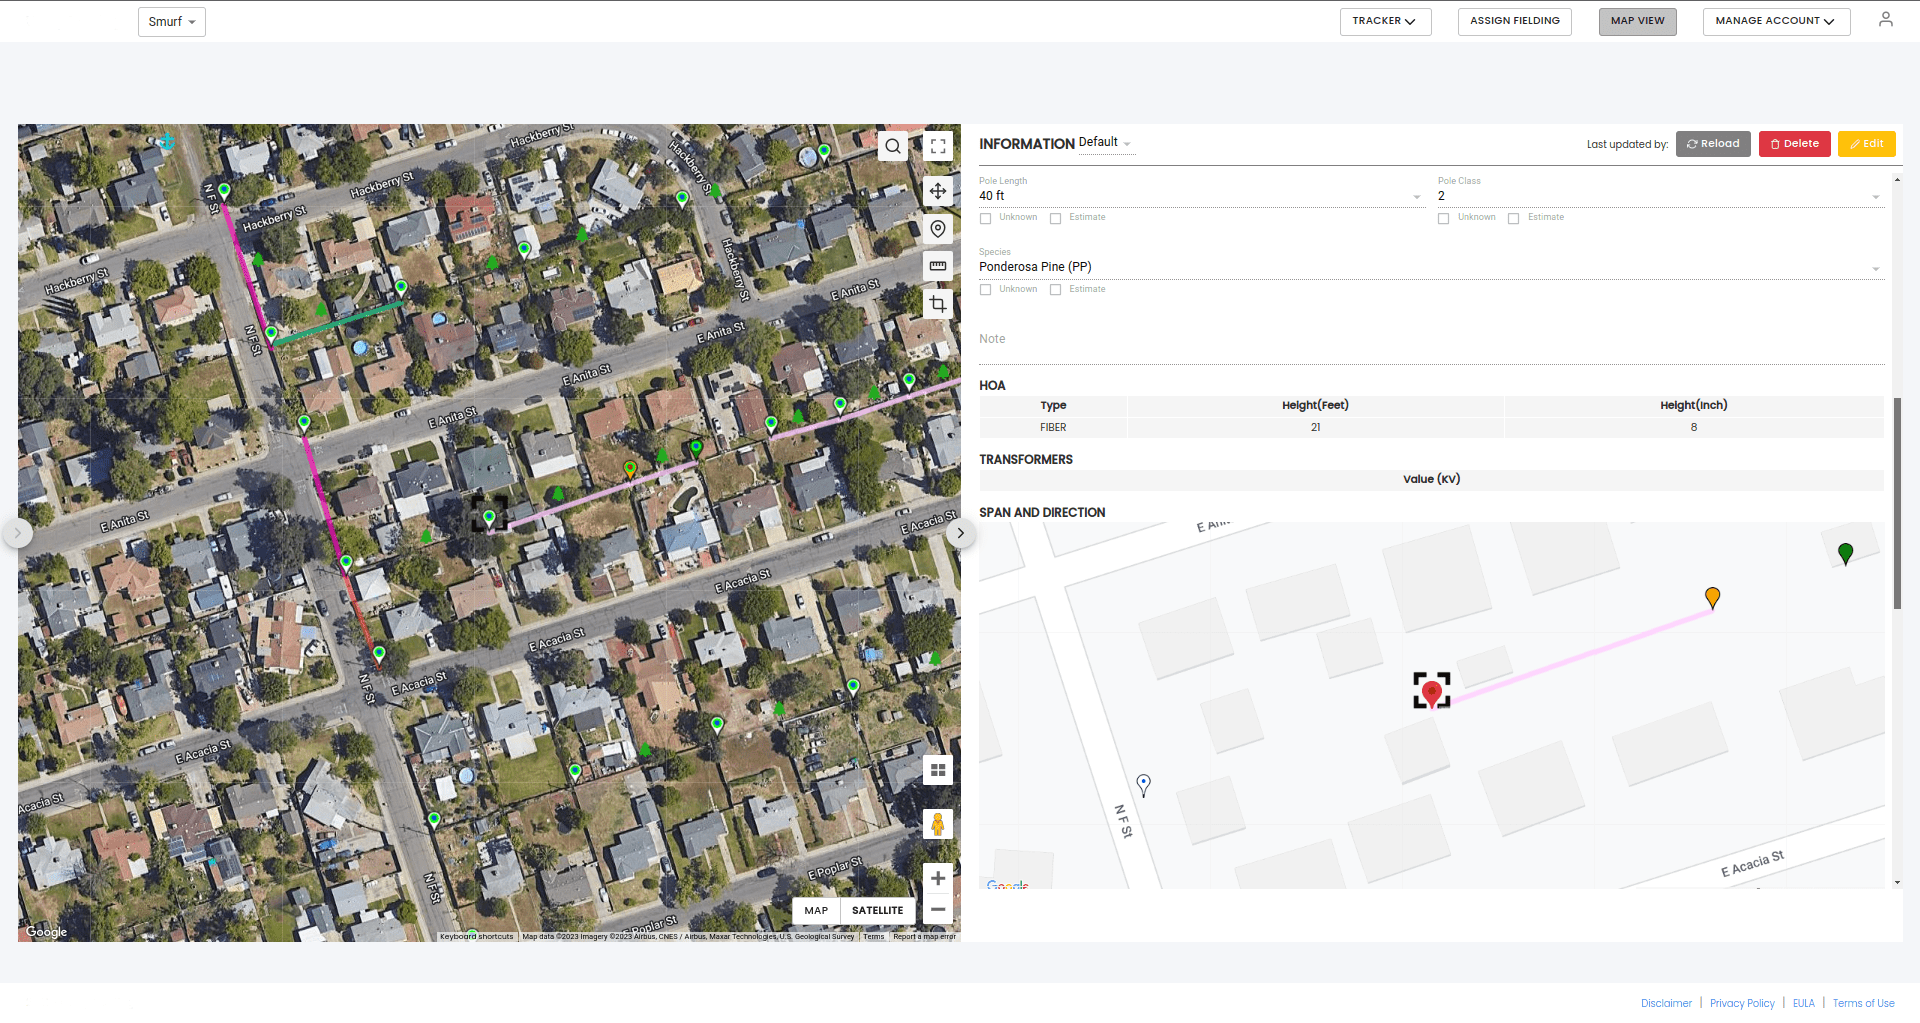 Smurf
TRACKER
ASSIGN FIELDING
MAP VIEW
MANAGE ACCOUNT
INFORMATION Default
Last updated by:
Reload
Delete
Edit
Pole Length
40 ft
Unknown
Estimate
Pole Class
2
Unknown
Estimate
Species
Ponderosa Pine (PP)
Unknown
Estimate
Note
HOA
Type Height(Feet) Height(Inch)
FIBER 21 8
TRANSFORMERS
Value (KV)
SPAN AND DIRECTION
N F St
E Acacia St
Google
Hackberry St
Hackberry St
Hackberry St
Hackberry St
Hackberry St
Hackberry St
N F St
N F St
E Anita St
E Anita St
E Anita St
E Anita St
E Anita St
E Acacia St
E Acacia St
E Acacia St
E Acacia St
E Acacia St
Acacia St
N F St
N F St
E Poplar St
Poplar St
MAP
SATELLITE
Google
Keyboard shortcuts
Map data ©2023 Imagery ©2023 Airbus, CNES / Airbus, Maxar Technologies, U.S. Geological Survey
Terms
Report a map error
Disclaimer | Privacy Policy | EULA | Terms of Use